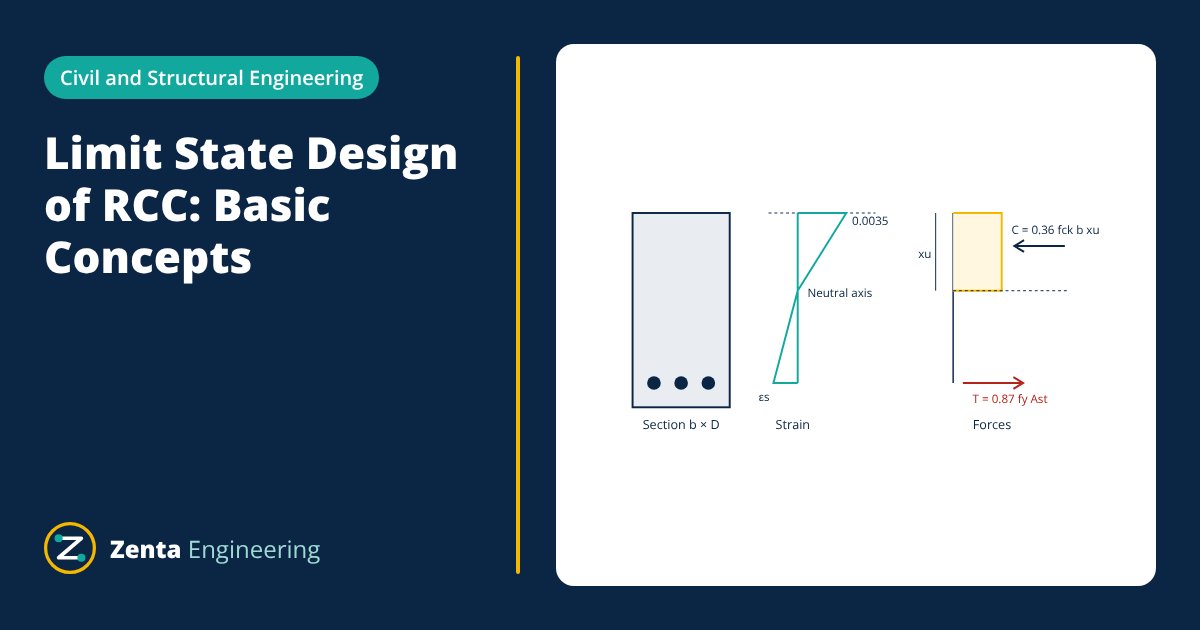 Civil and Structural Engineering
Limit State Design
of RCC: Basic
Concepts
Zenta Engineering
0.0035
C = 0.36 fck b xu
xu
Neutral axis
εs
T = 0.87 fy Ast
Section b × D
Strain
Forces